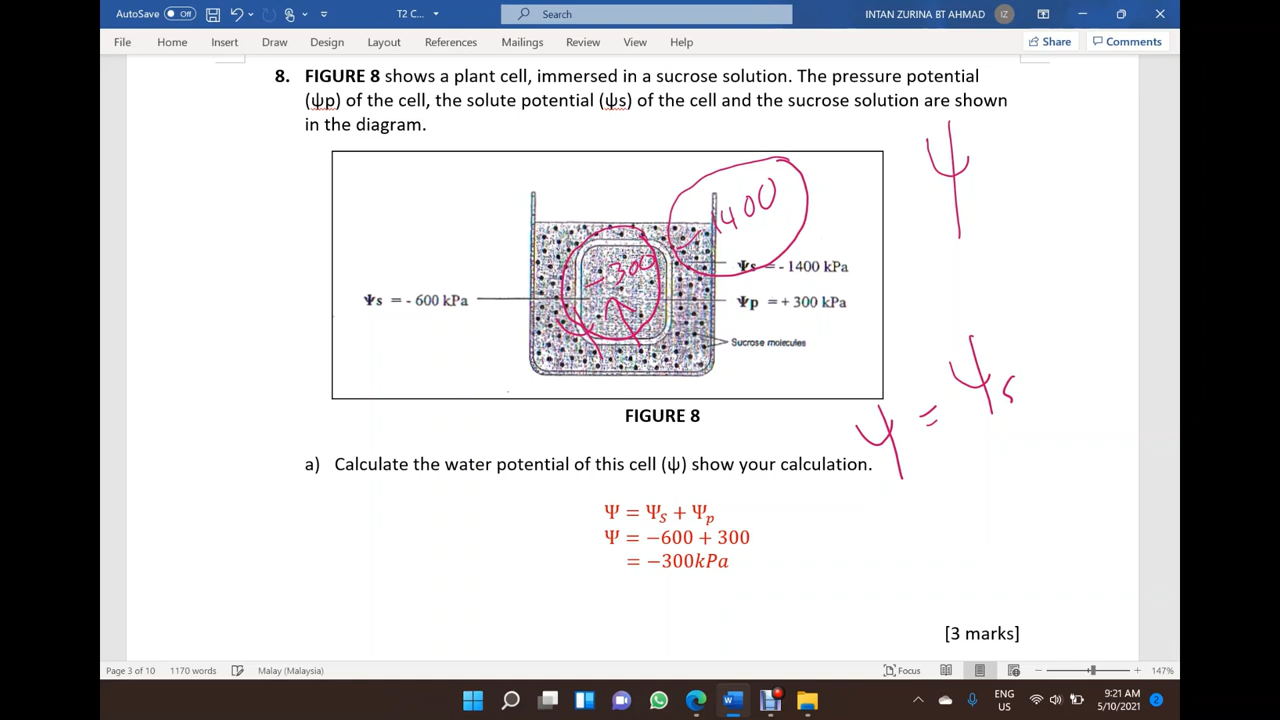 AutoSave Off T2 C... Search INTAN ZURINA BT AHMAD IZ
File Home Insert Draw Design Layout References Mailings Review View Help Share Comments
8. FIGURE 8 shows a plant cell, immersed in a sucrose solution. The pressure potential
(ψp) of the cell, the solute potential (ψs) of the cell and the sucrose solution are shown
in the diagram.
ψ
-1400
-300
Ψs = - 1400 kPa
Ψs = - 600 kPa
Ψp = + 300 kPa
Sucrose molecules
FIGURE 8
ψ = ψs
a) Calculate the water potential of this cell (ψ) show your calculation.
Ψ = Ψs + Ψp
Ψ = −600 + 300
= −300kPa
[3 marks]
Page 3 of 10 1170 words Malay (Malaysia) Focus 147%
ENG 9:21 AM
US 5/10/2021 2